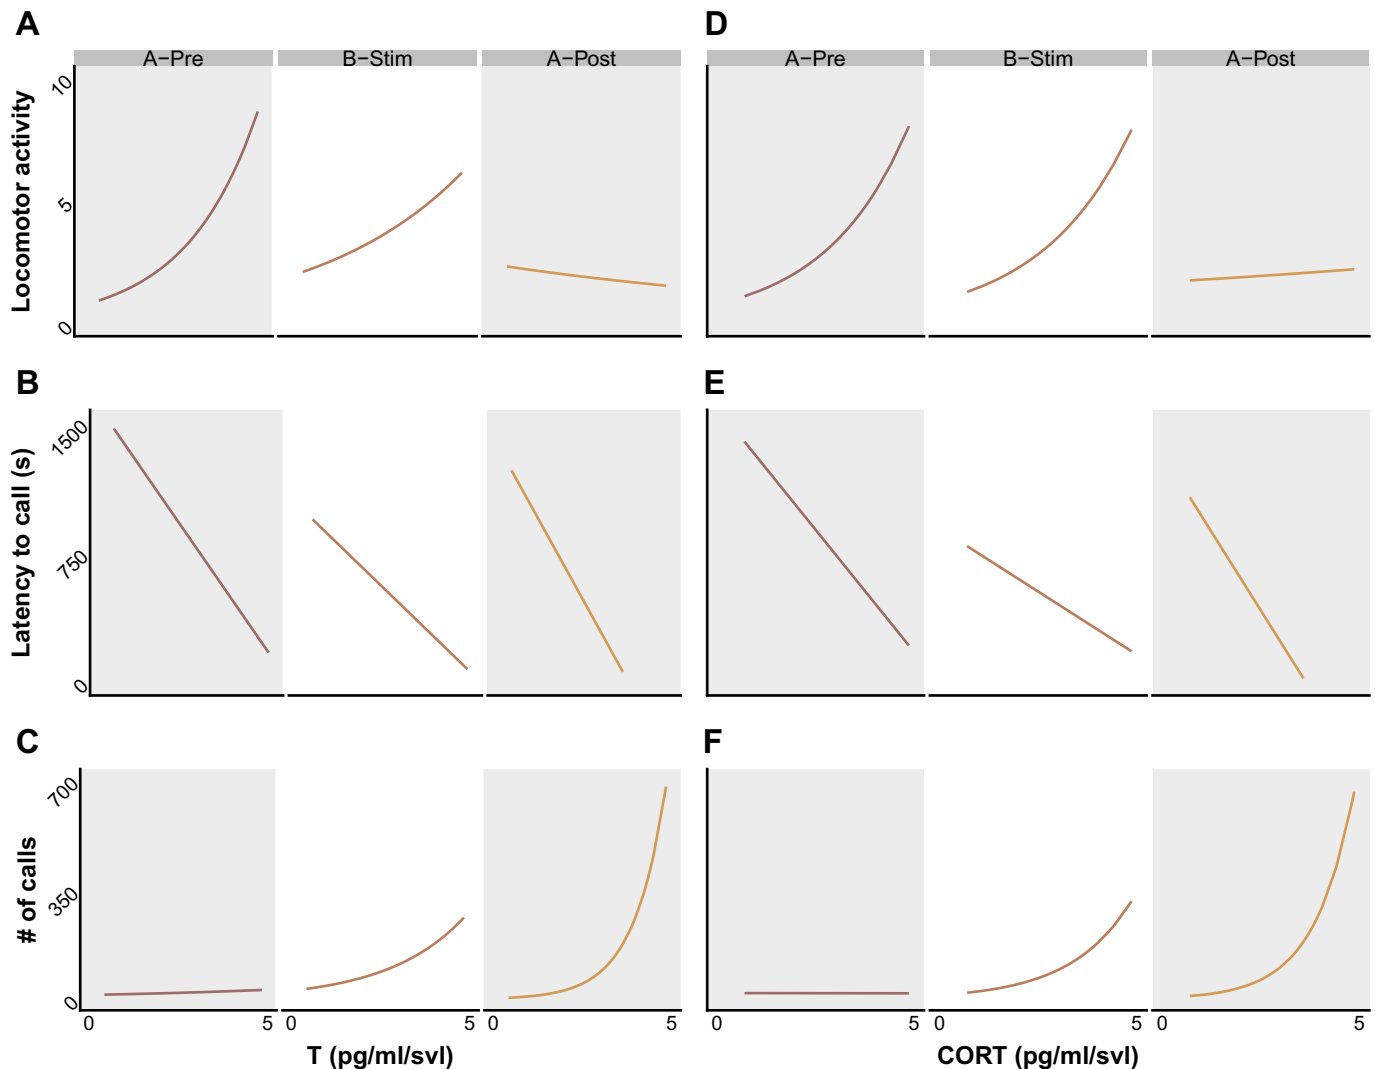 A
D
A−Pre
B−Stim
A−Post
A−Pre
B−Stim
A−Post
Locomotor activity
10
5
0
B
E
Latency to call (s)
1500
750
0
C
F
# of calls
700
350
0
0
5
0
5
0
5
0
5
0
5
0
5
T (pg/ml/svl)
CORT (pg/ml/svl)